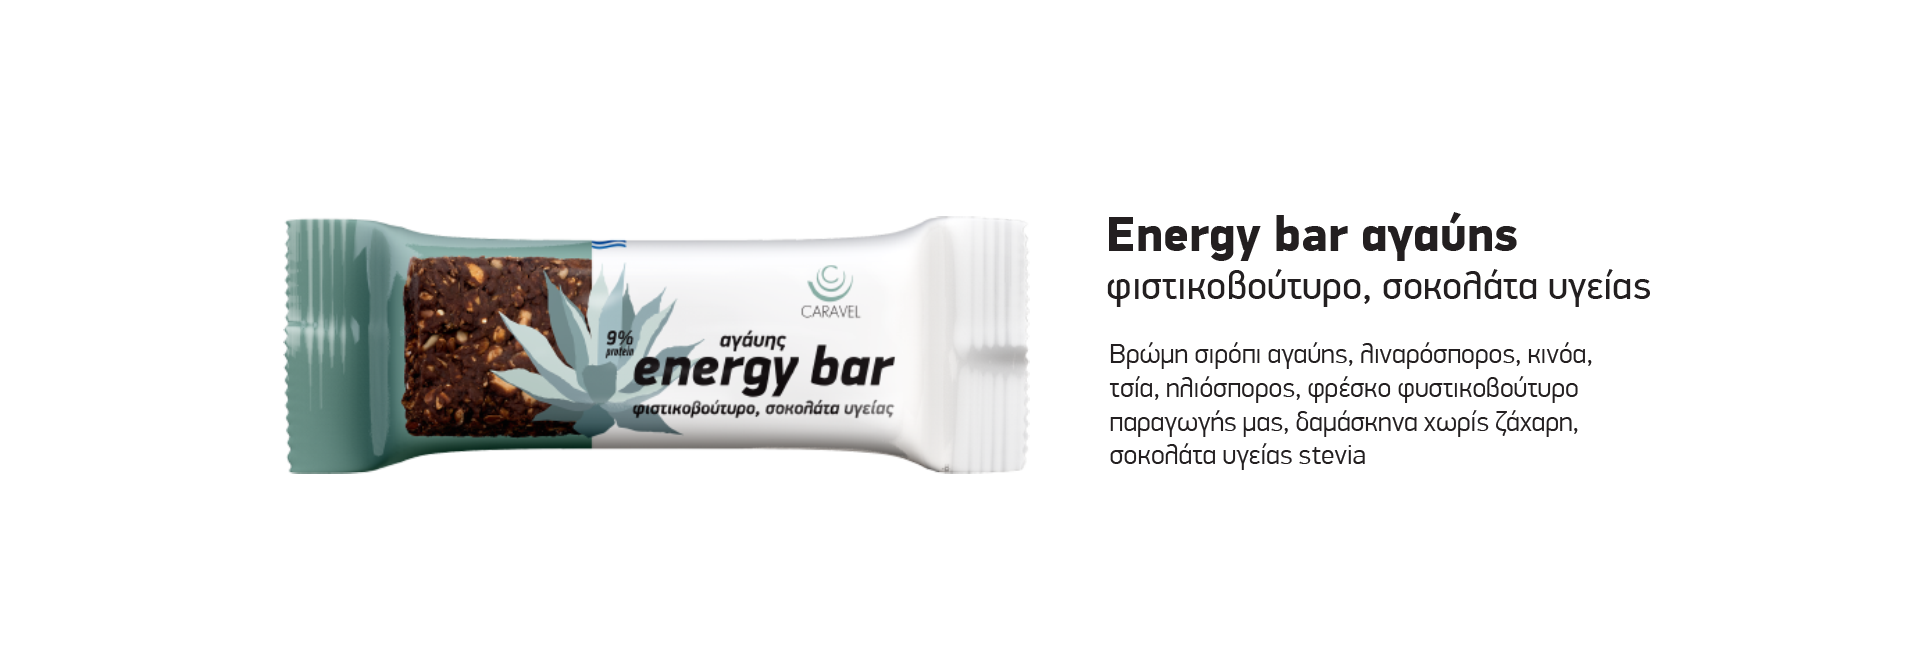 CARAVEL
9%
protein
αγάυης
energy bar
φιστικοβούτυρο, σοκολάτα υγείας
Energy bar αγαύης
φιστικοβούτυρο, σοκολάτα υγείας
Βρώμη σιρόπι αγαύης, λιναρόσπορος, κινόα,
τσία, ηλιόσπορος, φρέσκο φυστικοβούτυρο
παραγωγής μας, δαμάσκηνα χωρίς ζάχαρη,
σοκολάτα υγείας stevia